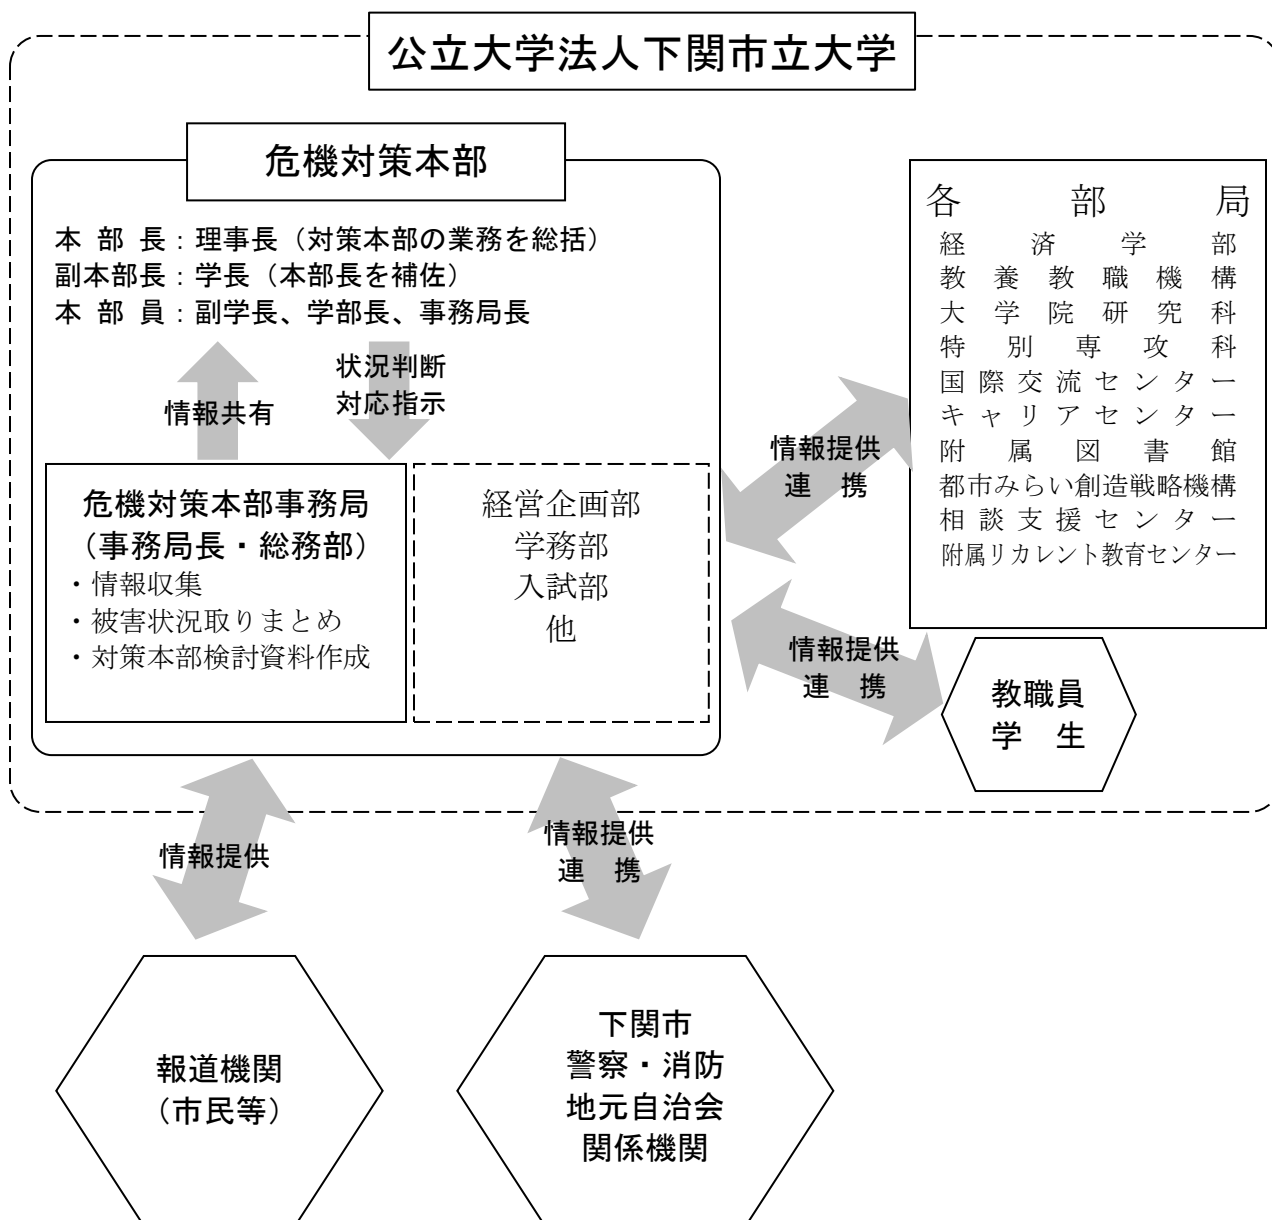 公立大学法人下関市立大学
危機対策本部
本 部 長：理事長（対策本部の業務を総括）
副本部長：学長（本部長を補佐）
本 部 員：副学長、学部長、事務局長
情報共有
状況判断
対応指示
危機対策本部事務局
（事務局長・総務部）
・情報収集
・被害状況取りまとめ
・対策本部検討資料作成
経営企画部
学務部
入試部
他
情報提供
連 携
各部局
経済学部
教養教職機構
大学院研究科
特別専攻科
国際交流センター
キャリアセンター
附属図書館
都市みらい創造戦略機構
相談支援センター
附属リカレント教育センター
情報提供
連 携
教職員
学 生
情報提供
情報提供
連 携
報道機関
（市民等）
下関市
警察・消防
地元自治会
関係機関